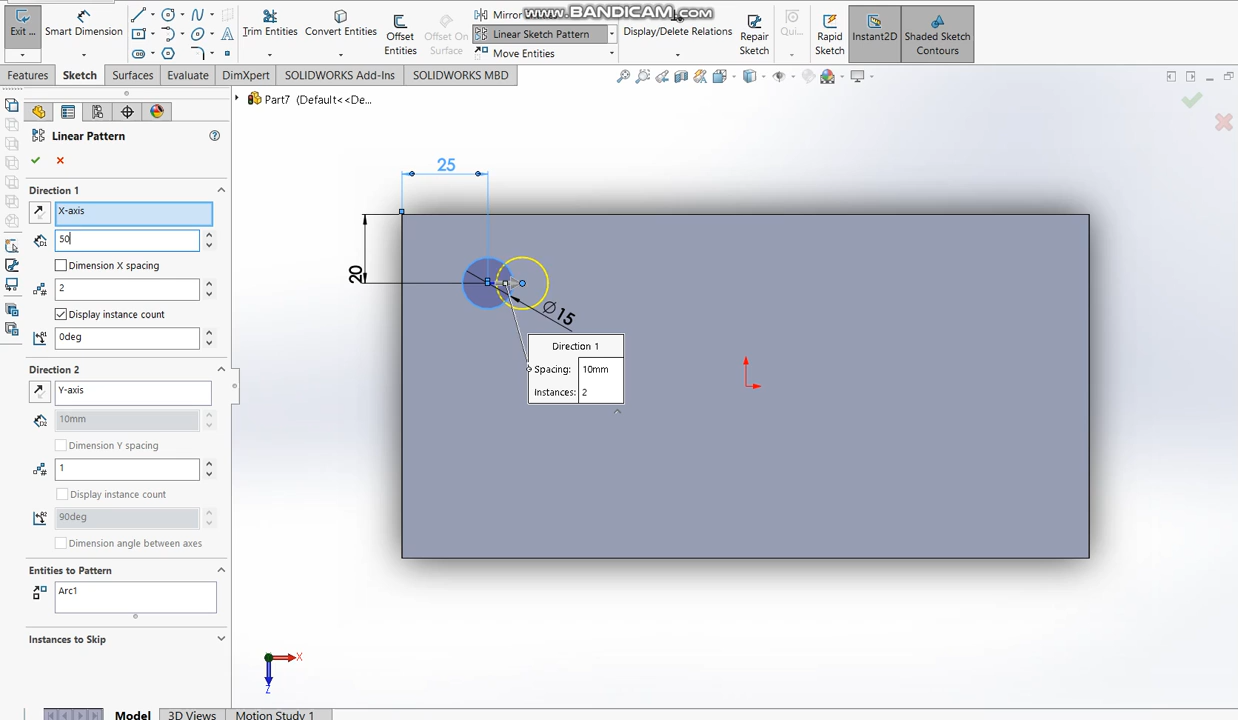 www.BANDICAM.com
Exit ...
Smart Dimension
Trim Entities
Convert Entities
Offset
Entities
Offset On
Surface
Mirror
Linear Sketch Pattern
Move Entities
Display/Delete Relations
Repair
Sketch
Qui...
Rapid
Sketch
Instant2D
Shaded Sketch
Contours
Features
Sketch
Surfaces
Evaluate
DimXpert
SOLIDWORKS Add-Ins
SOLIDWORKS MBD
Part7 (Default<<De...
Linear Pattern
Direction 1
X-axis
50
Dimension X spacing
2
Display instance count
0deg
Direction 2
Y-axis
10mm
Dimension Y spacing
1
Display instance count
90deg
Dimension angle between axes
Entities to Pattern
Arc1
Instances to Skip
25
20
∅15
Direction 1
Spacing: 10mm
Instances: 2
X
Z
Model
3D Views
Motion Study 1